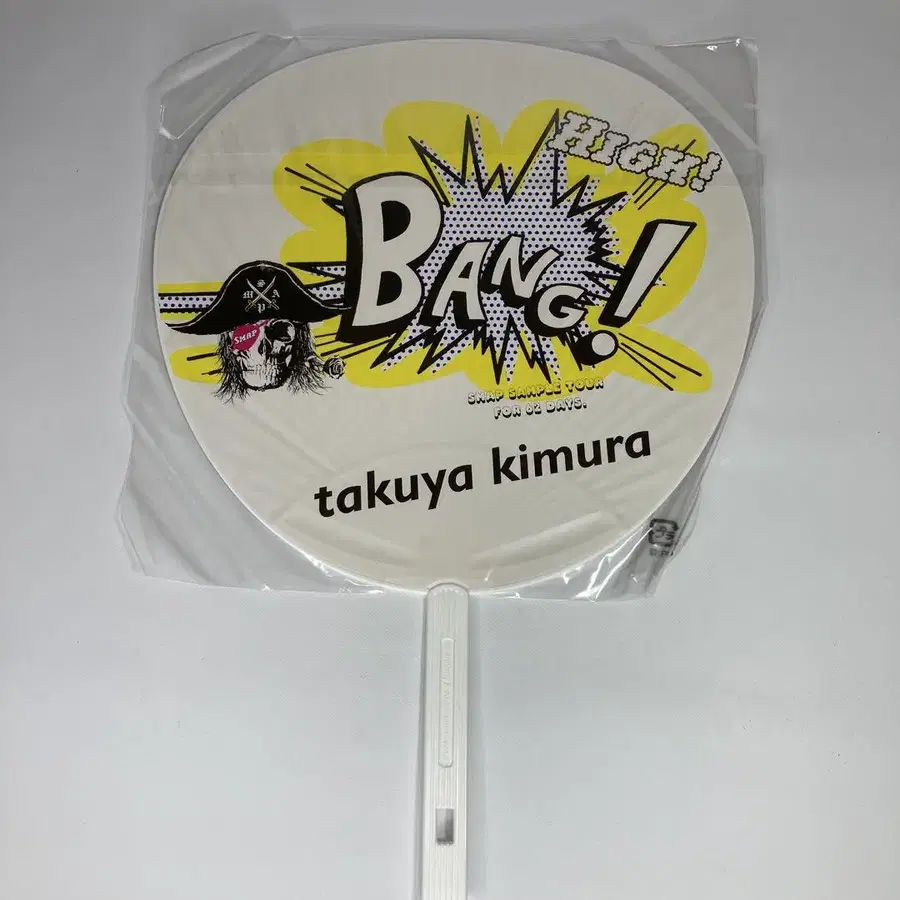 HIGH!
BANG!
S
M A
P
SMAP
SMAP SAMPLE TOUR
FOR 62 DAYS.
takuya kimura